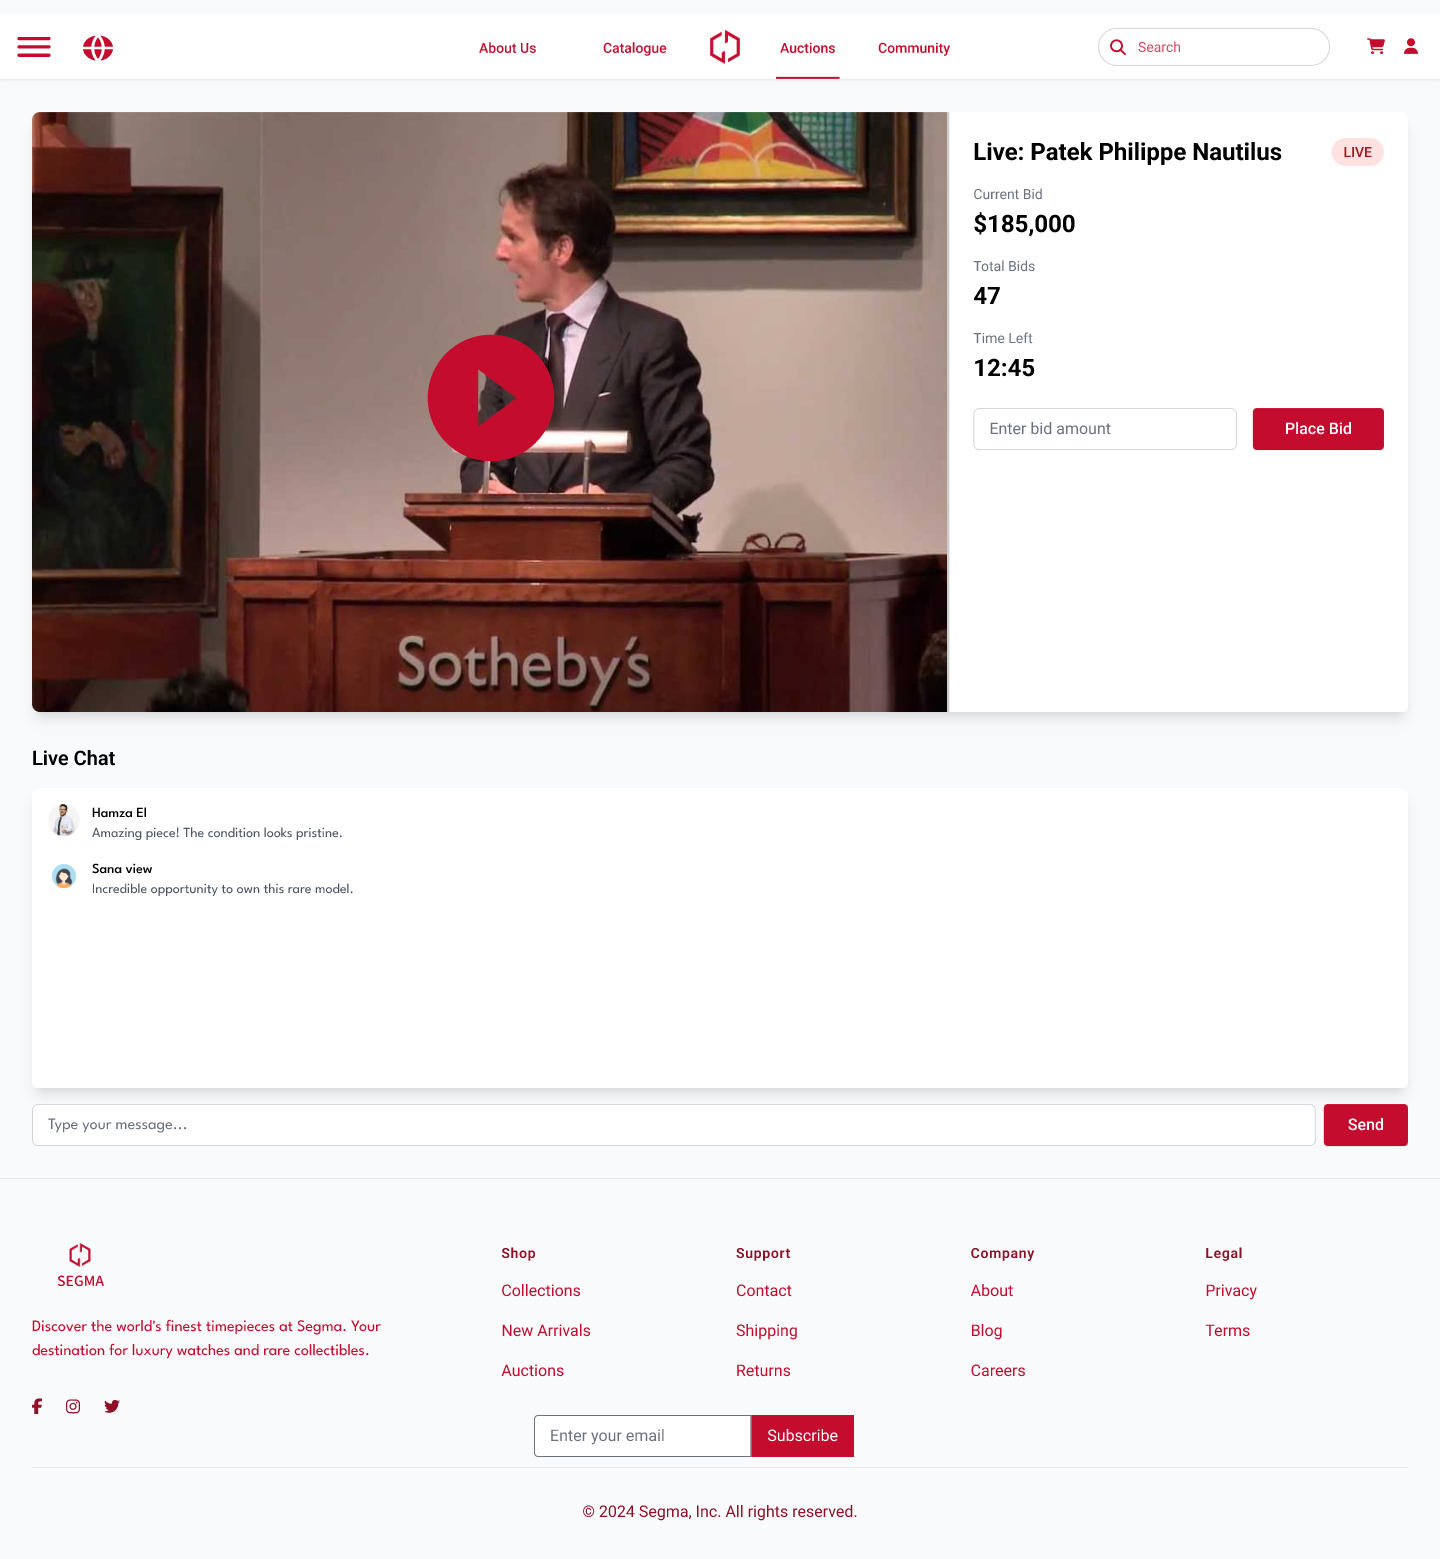 About Us
Catalogue
Auctions
Community
Search
Live: Patek Philippe Nautilus
LIVE
Current Bid
$185,000
Total Bids
47
Time Left
12:45
Enter bid amount
Place Bid
Sotheby's
Live Chat
Hamza El
Amazing piece! The condition looks pristine.
Sana view
Incredible opportunity to own this rare model.
Type your message...
Send
SEGMA
Discover the world's finest timepieces at Segma. Your
destination for luxury watches and rare collectibles.
Shop
Collections
New Arrivals
Auctions
Support
Contact
Shipping
Returns
Company
About
Blog
Careers
Legal
Privacy
Terms
Enter your email
Subscribe
© 2024 Segma, Inc. All rights reserved.